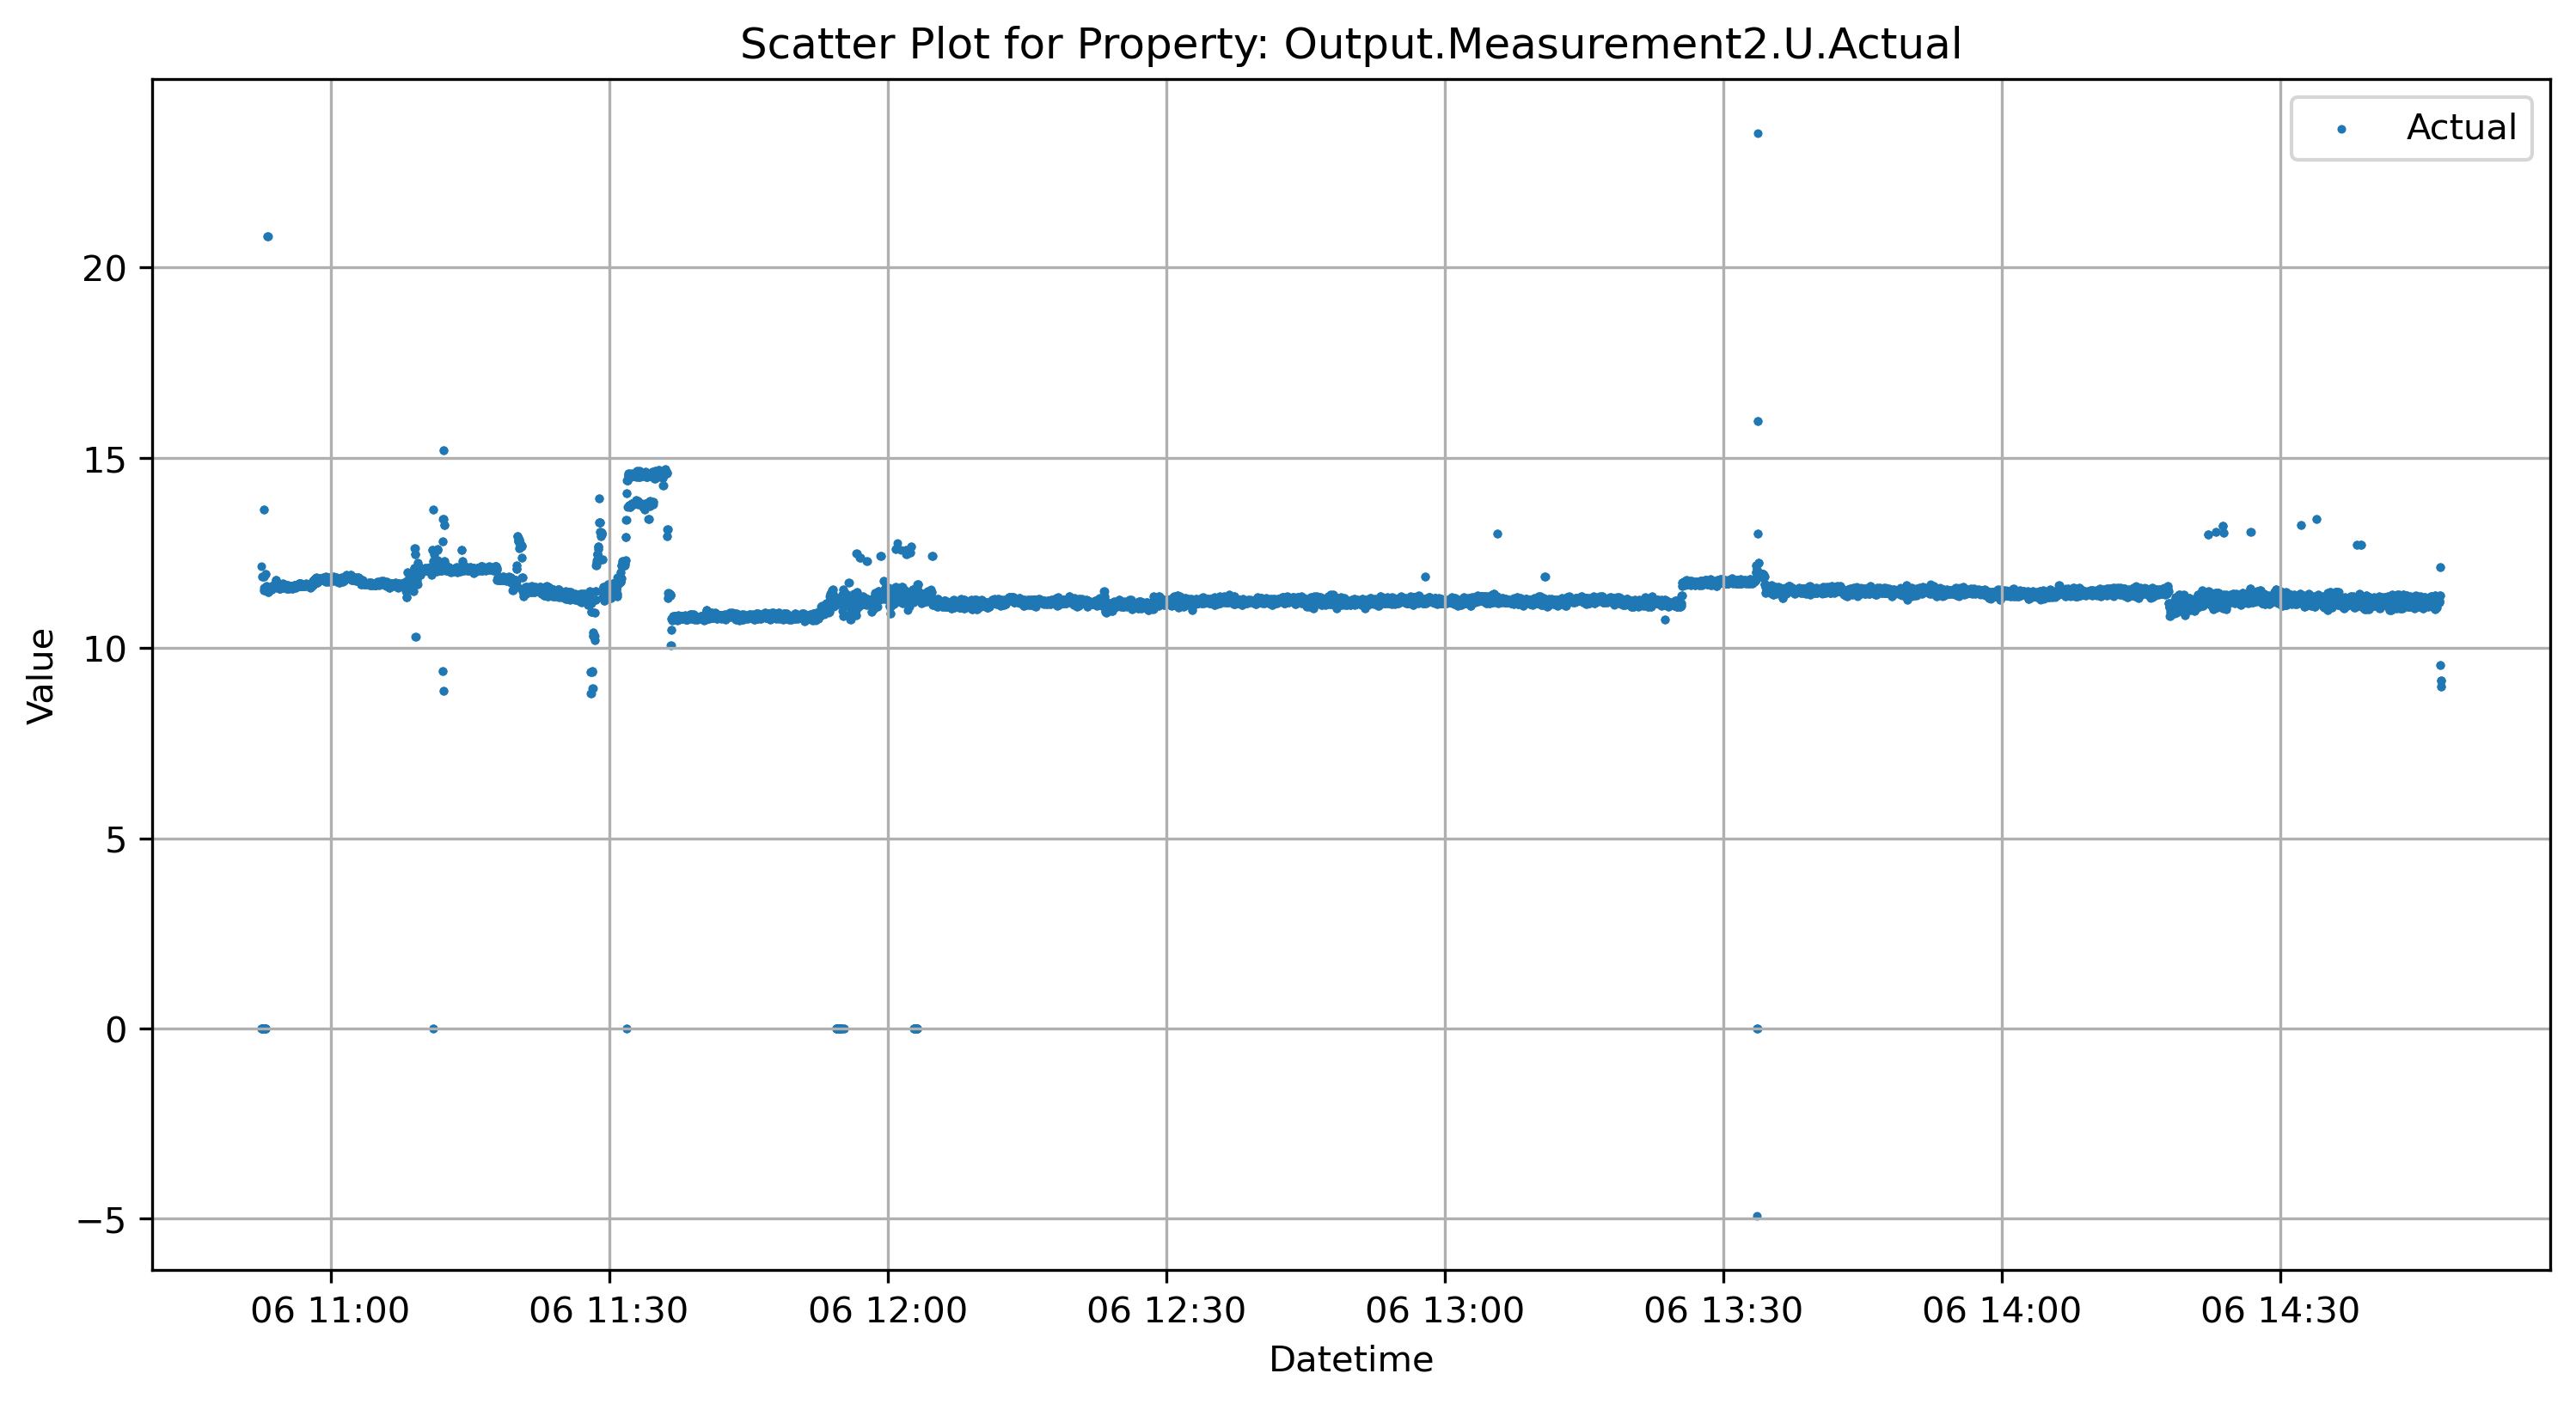 Scatter Plot for Property: Output.Measurement2.U.Actual
Actual
20
15
10
5
0
−5
Value
06 11:00 06 11:30 06 12:00 06 12:30 06 13:00 06 13:30 06 14:00 06 14:30
Datetime